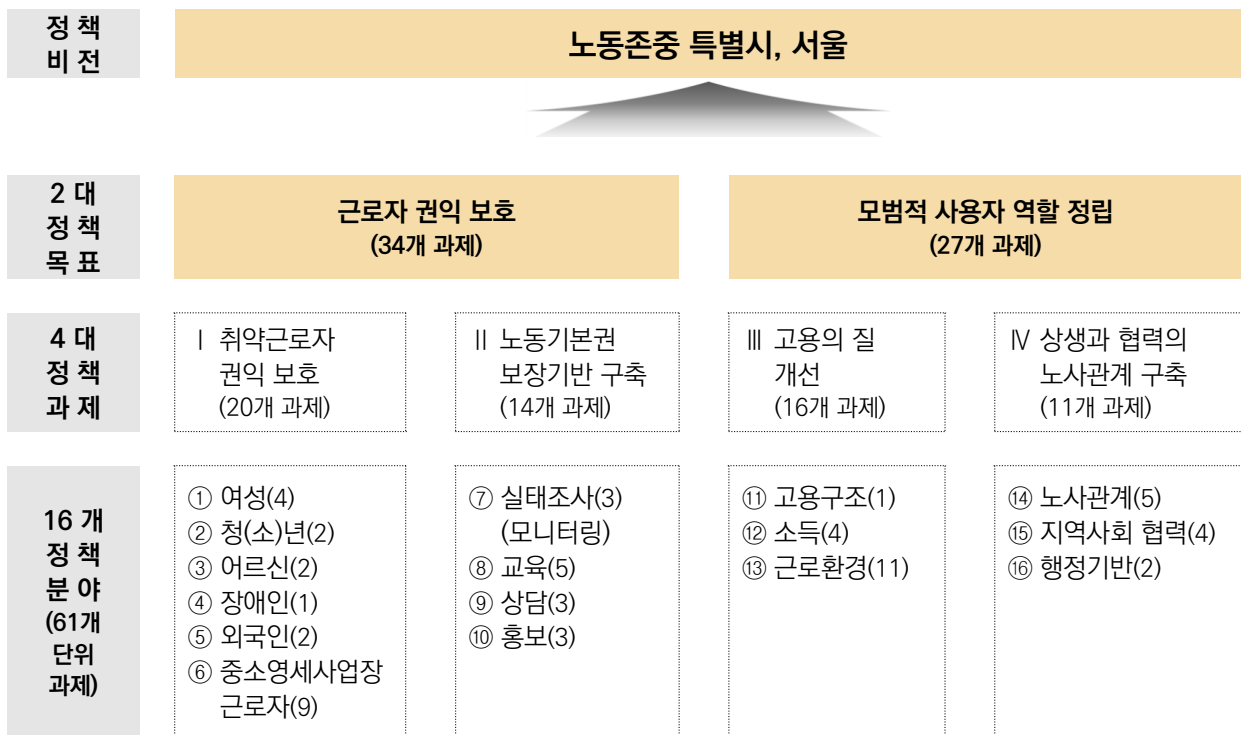 정 책
비 전
노동존중 특별시, 서울
2 대
정 책
목 표
근로자 권익 보호
(34개 과제)
모범적 사용자 역할 정립
(27개 과제)
4 대
정 책
과 제
Ⅰ 취약근로자
권익 보호
(20개 과제)
Ⅱ 노동기본권
보장기반 구축
(14개 과제)
Ⅲ 고용의 질
개선
(16개 과제)
Ⅳ 상생과 협력의
노사관계 구축
(11개 과제)
16 개
정 책
분 야
(61개
단위
과제)
① 여성(4)
② 청(소)년(2)
③ 어르신(2)
④ 장애인(1)
⑤ 외국인(2)
⑥ 중소영세사업장
근로자(9)
⑦ 실태조사(3)
(모니터링)
⑧ 교육(5)
⑨ 상담(3)
⑩ 홍보(3)
⑪ 고용구조(1)
⑫ 소득(4)
⑬ 근로환경(11)
⑭ 노사관계(5)
⑮ 지역사회 협력(4)
⑯ 행정기반(2)